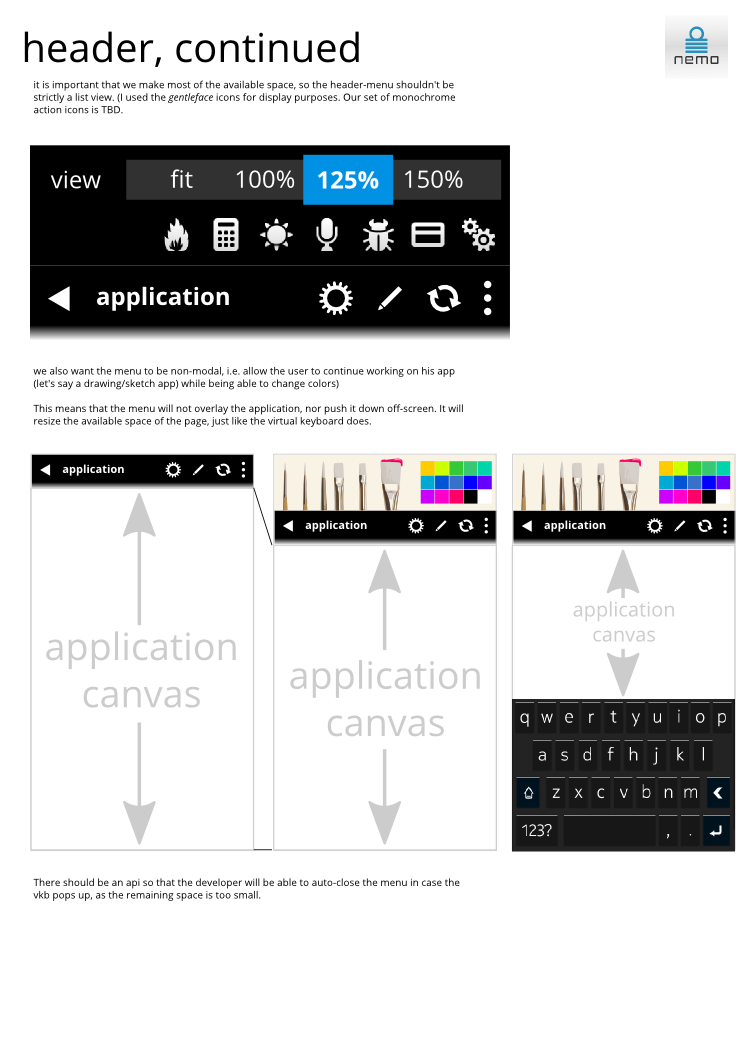 header, continued
nemo
it is important that we make most of the available space, so the header-menu shouldn't be
strictly a list view. (I used the gentleface icons for display purposes. Our set of monochrome
action icons is TBD.
view fit 100% 125% 150%
application
we also want the menu to be non-modal, i.e. allow the user to continue working on his app
(let's say a drawing/sketch app) while being able to change colors)
This means that the menu will not overlay the application, nor push it down off-screen. It will
resize the available space of the page, just like the virtual keyboard does.
application
application
canvas
application
application
canvas
application
application
canvas
q w e r t y u i o p
a s d f h j k l
z x c v b n m
123? , .
There should be an api so that the developer will be able to auto-close the menu in case the
vkb pops up, as the remaining space is too small.